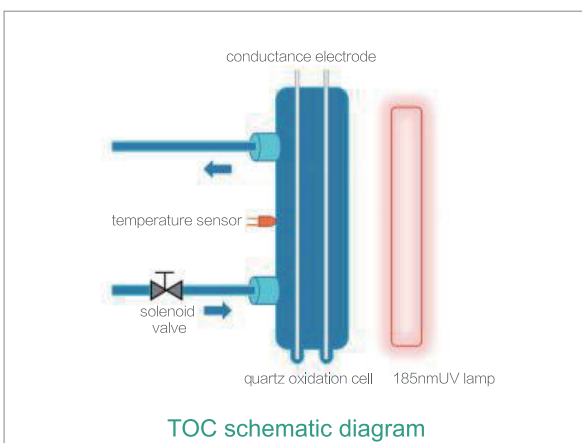 conductance electrode
temperature sensor
solenoid
valve
quartz oxidation cell
185nmUV lamp
TOC schematic diagram